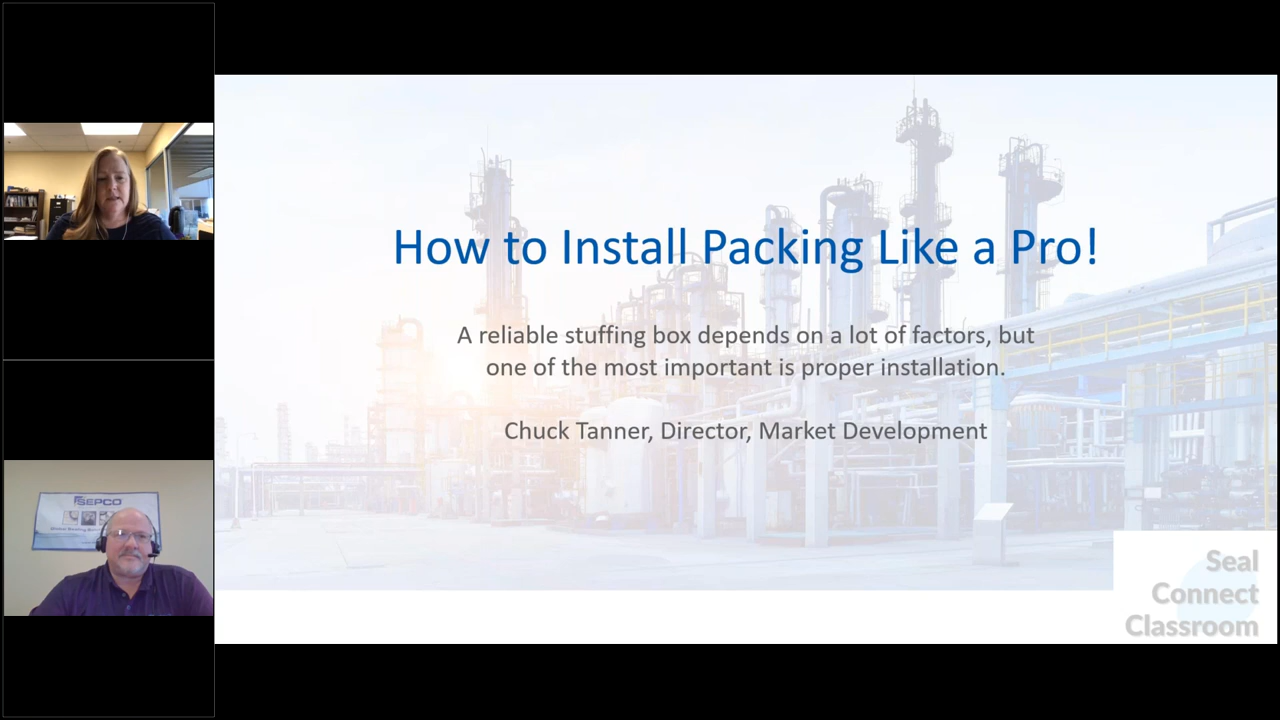 How to Install Packing Like a Pro!
A reliable stuffing box depends on a lot of factors, but
one of the most important is proper installation.
Chuck Tanner, Director, Market Development
SEPCO
Seal
Connect
Classroom